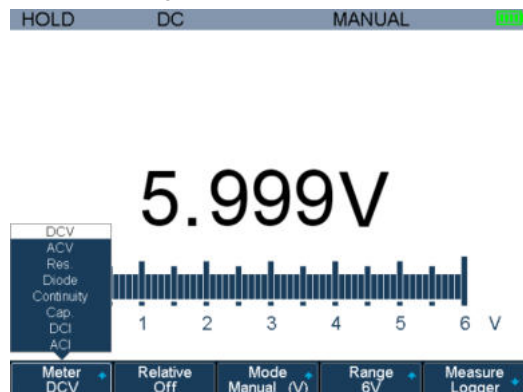 HOLD DC MANUAL
5.999V
DCV
ACV
Res.
Diode
Continuity
Cap.
DCI
ACI
1 2 3 4 5 6 V
Meter Relative Mode Range Measure
DCV Off Manual (V) 6V Logger